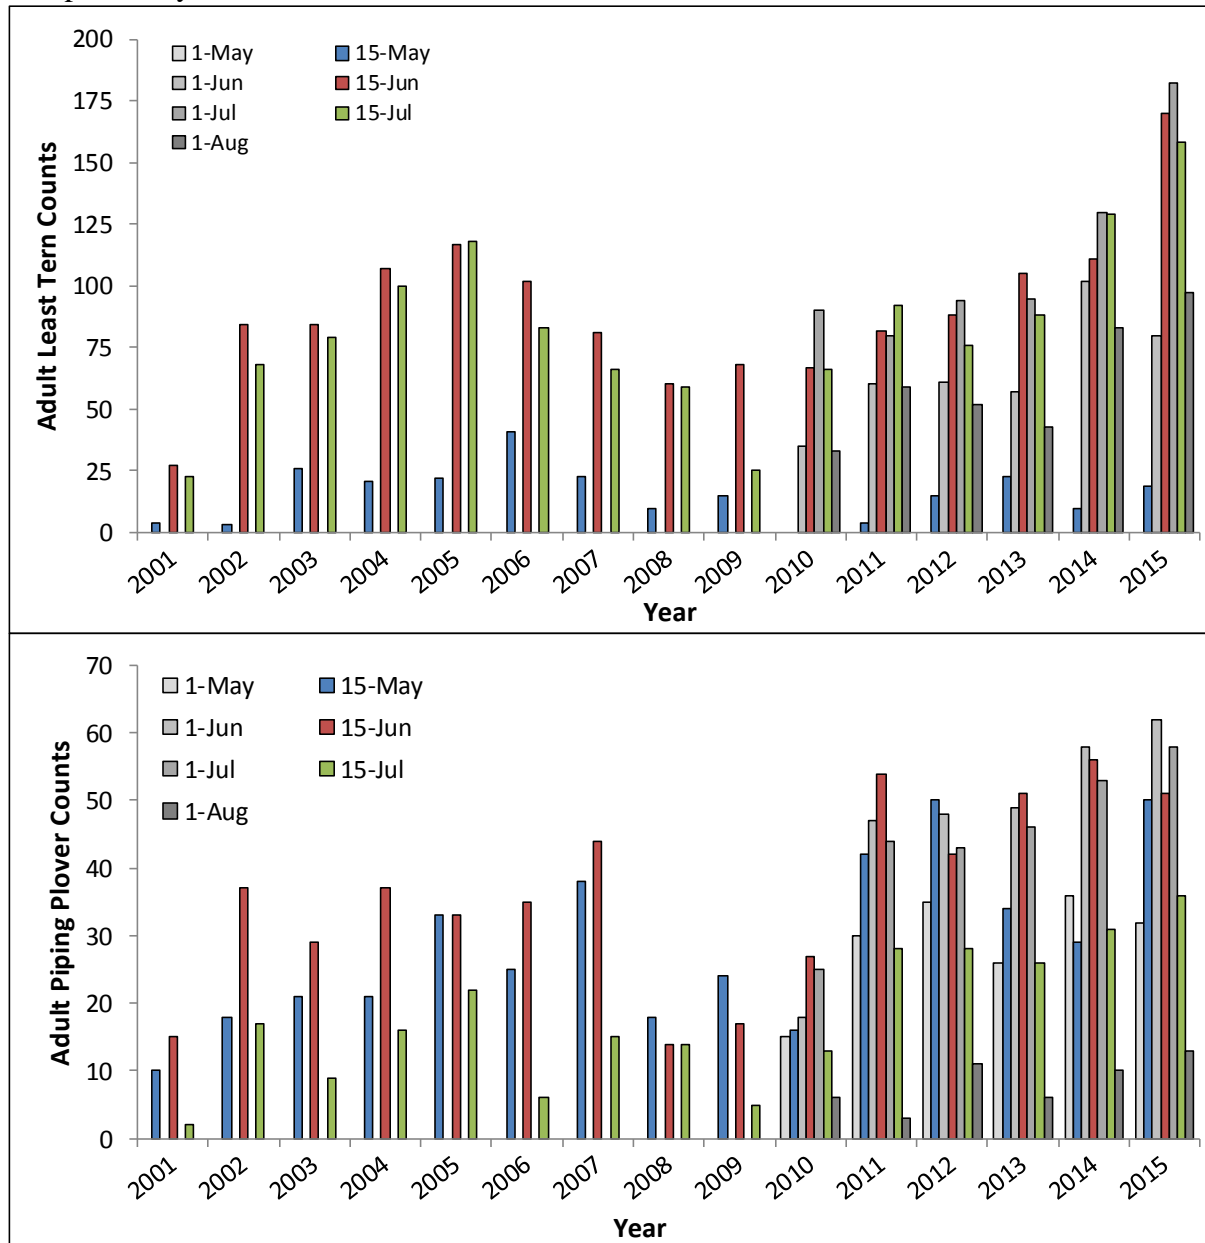 200
175
150
125
100
75
50
25
0
Adult Least Tern Counts
1-May 15-May
1-Jun 15-Jun
1-Jul 15-Jul
1-Aug
2001 2002 2003 2004 2005 2006 2007 2008 2009 2010 2011 2012 2013 2014 2015
Year
70
60
50
40
30
20
10
0
Adult Piping Plover Counts
1-May 15-May
1-Jun 15-Jun
1-Jul 15-Jul
1-Aug
2001 2002 2003 2004 2005 2006 2007 2008 2009 2010 2011 2012 2013 2014 2015
Year